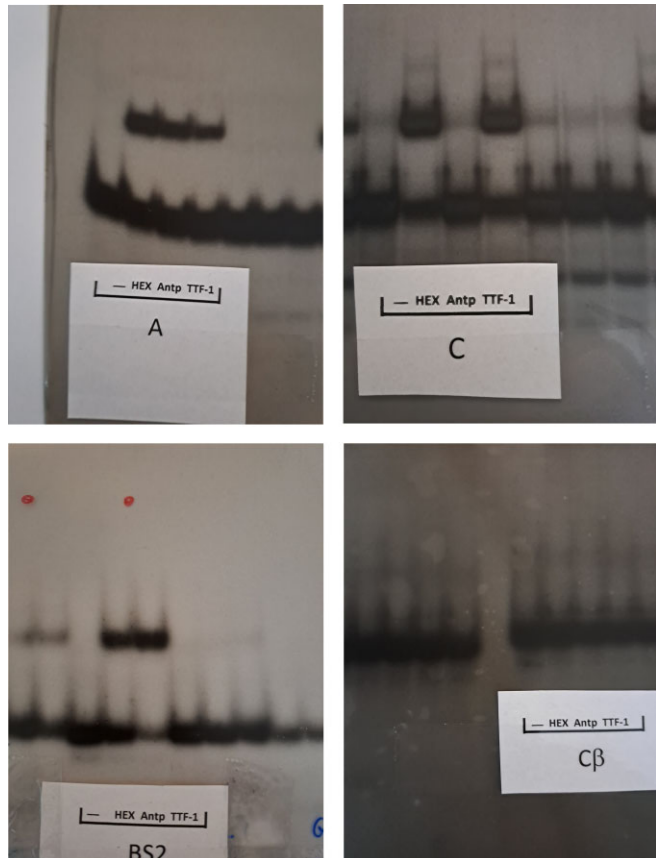 — HEX Antp TTF-1
A
— HEX Antp TTF-1
C
— HEX Antp TTF-1
BS2
— HEX Antp TTF-1
Cβ